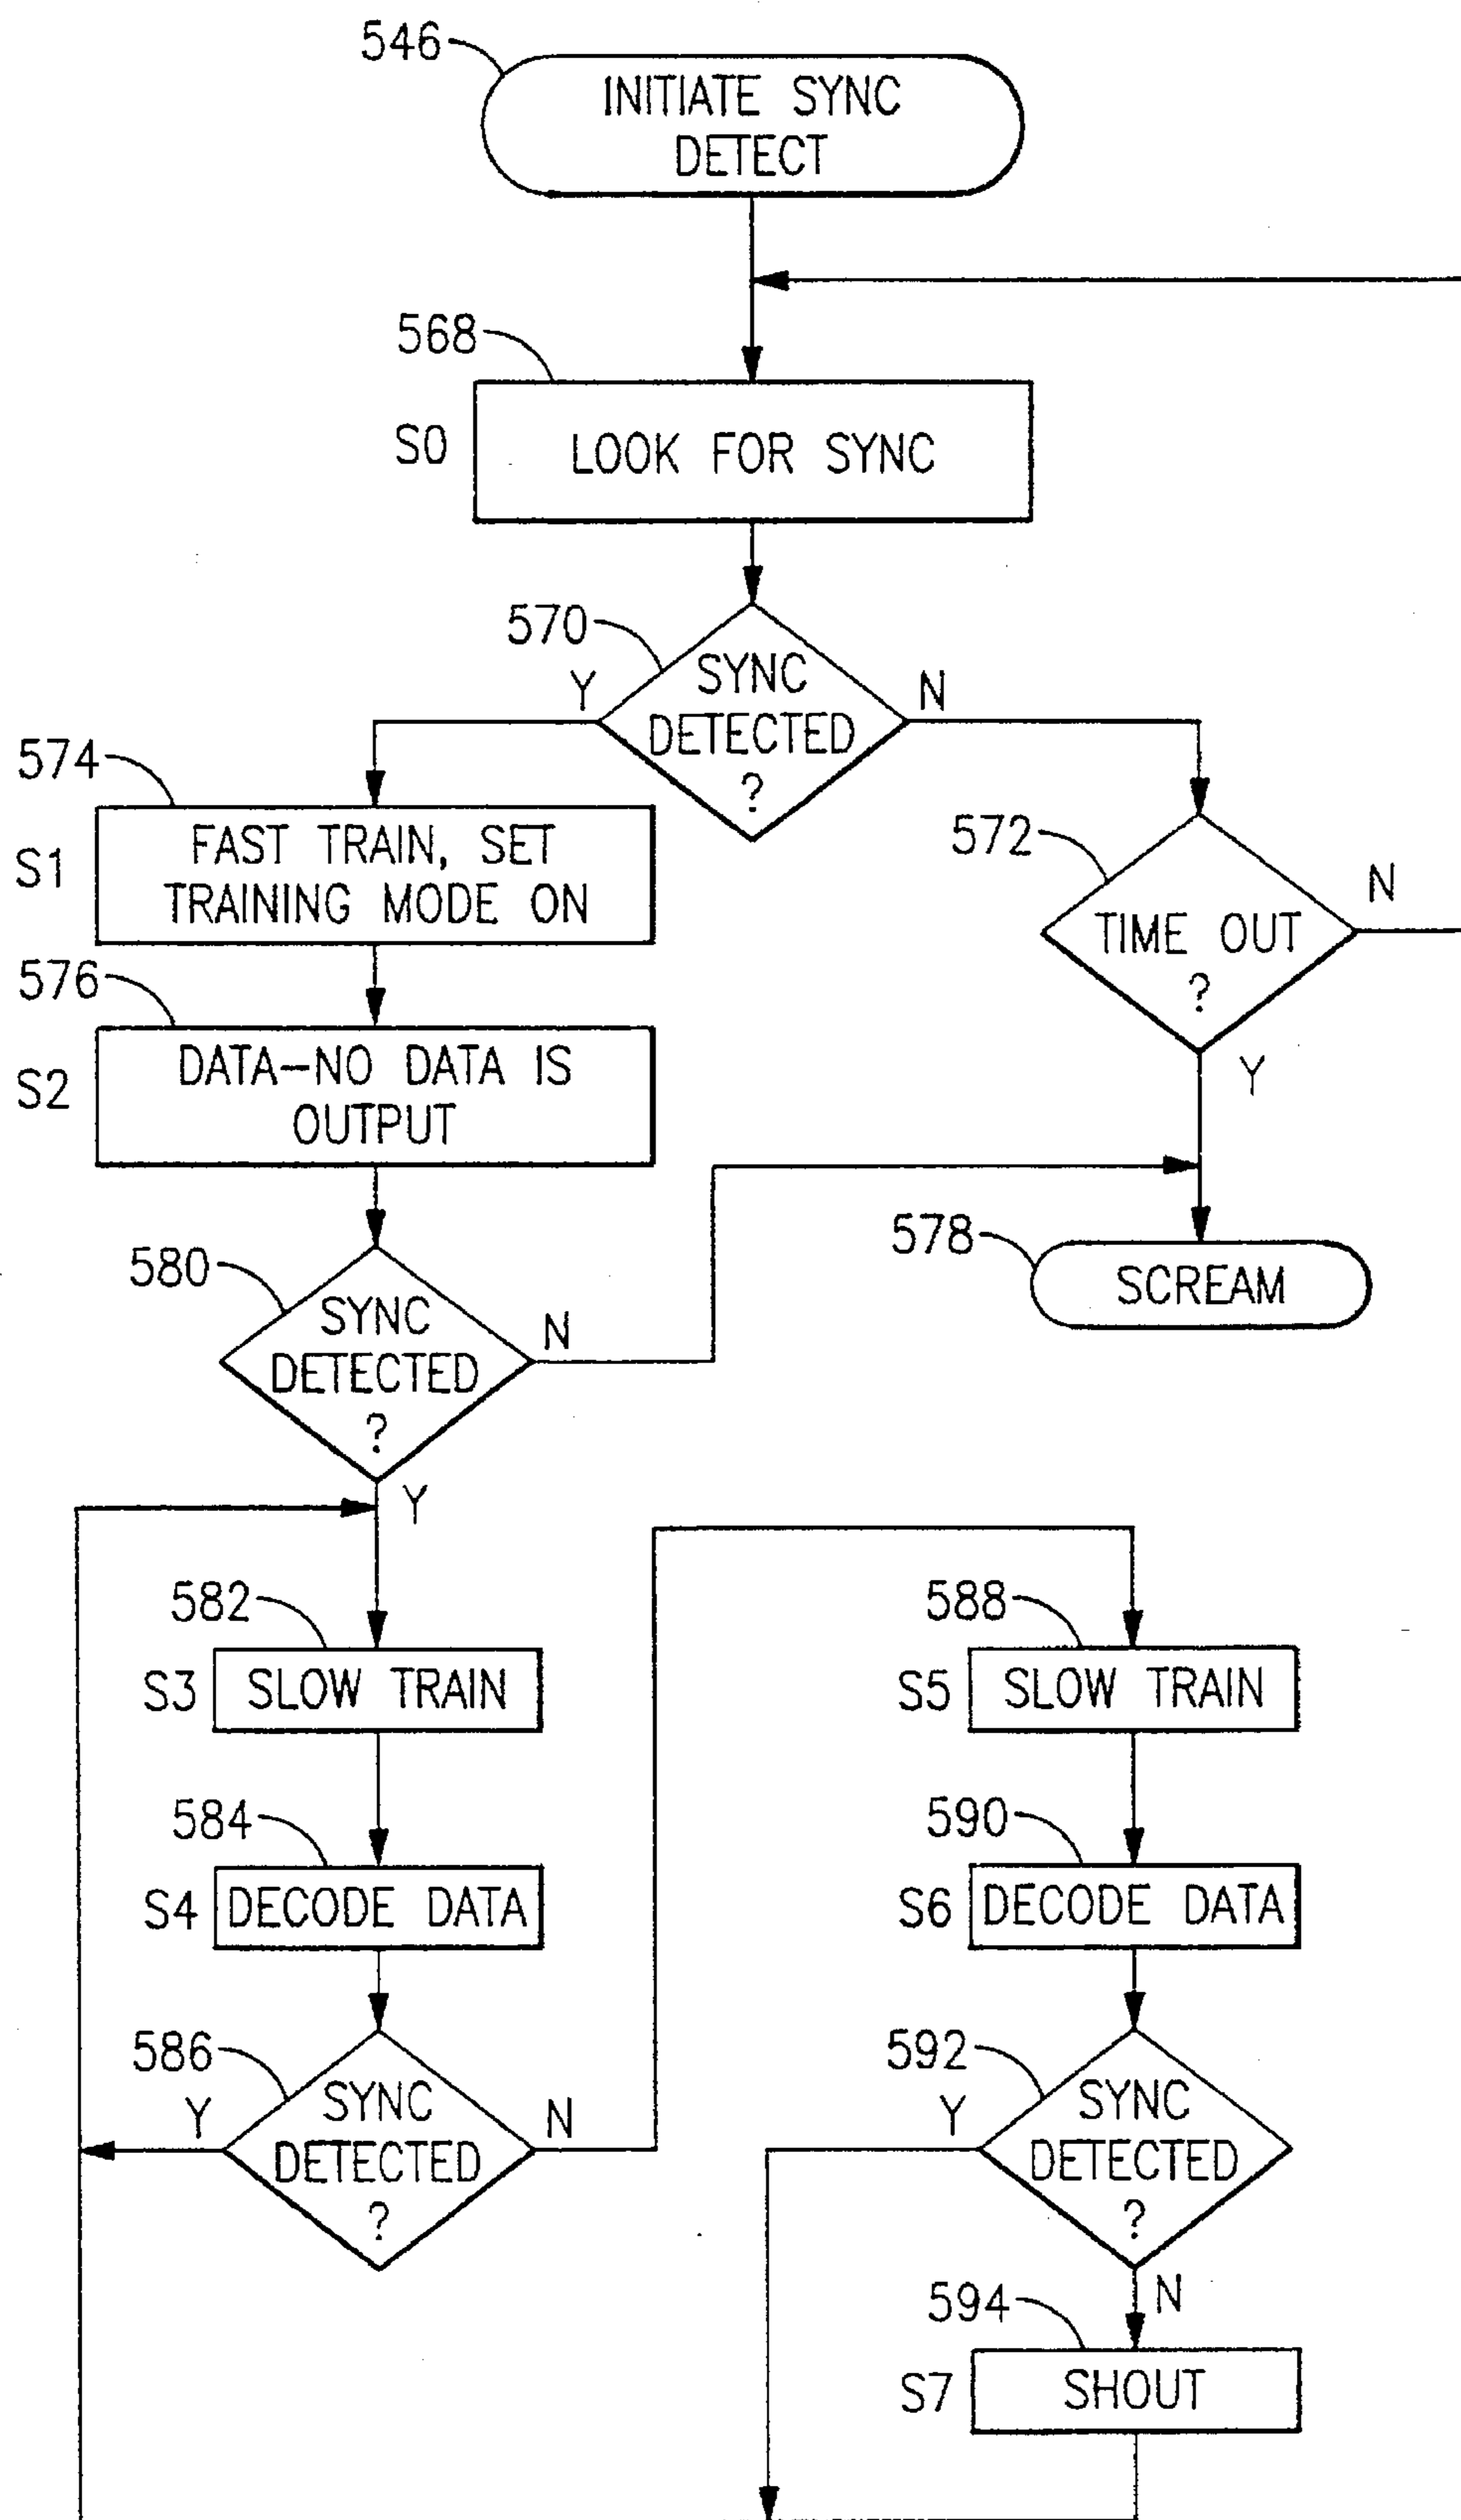 546
INITIATE SYNC
DETECT
568
S0
LOOK FOR SYNC
570
Y
SYNC
DETECTED
?
N
574
S1
FAST TRAIN, SET
TRAINING MODE ON
572
TIME OUT
?
N
Y
576
S2
DATA-NO DATA IS
OUTPUT
578
SCREAM
580
SYNC
DETECTED
?
N
Y
582
S3
SLOW TRAIN
588
S5
SLOW TRAIN
584
S4
DECODE DATA
590
S6
DECODE DATA
586
Y
SYNC
DETECTED
?
N
592
Y
SYNC
DETECTED
?
N
594
S7
SHOUT